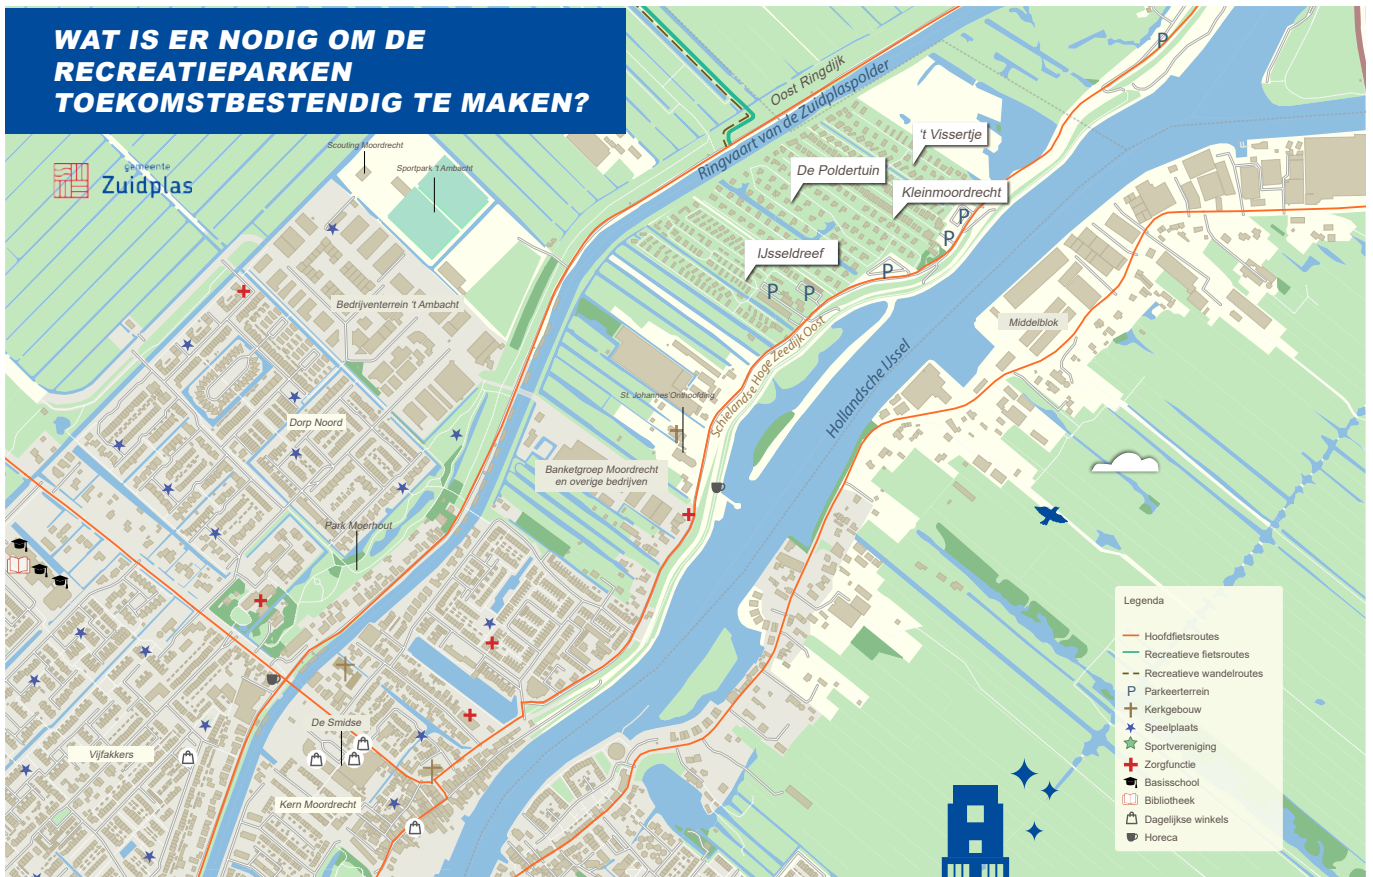 WAT IS ER NODIG OM DE
RECREATIEPARKEN
TOEKOMSTBESTENDIG TE MAKEN?
gemeente
Zuidplas
Scouting Moordrecht
Sportpark 't Ambacht
Oost Ringdijk
Ringvaart van de Zuidplaspolder
't Vissertje
De Poldertuin
Kleinmoordrecht
IJsseldreef
P
P
P
P
P
P
Bedrijventerrein 't Ambacht
Middelblok
Schielandse Hoge Zeedijk Oost
Hollandsche IJssel
St. Johannes Onthoofding
Dorp Noord
Banketgroep Moordrecht
en overige bedrijven
Park Moerhout
De Smidse
Vijfakkers
Kern Moordrecht
Legenda
Hoofdfietsroutes
Recreatieve fietsroutes
Recreatieve wandelroutes
P Parkeerterrein
Kerkgebouw
Speelplaats
Sportvereniging
Zorgfunctie
Basisschool
Bibliotheek
Dagelijkse winkels
Horeca